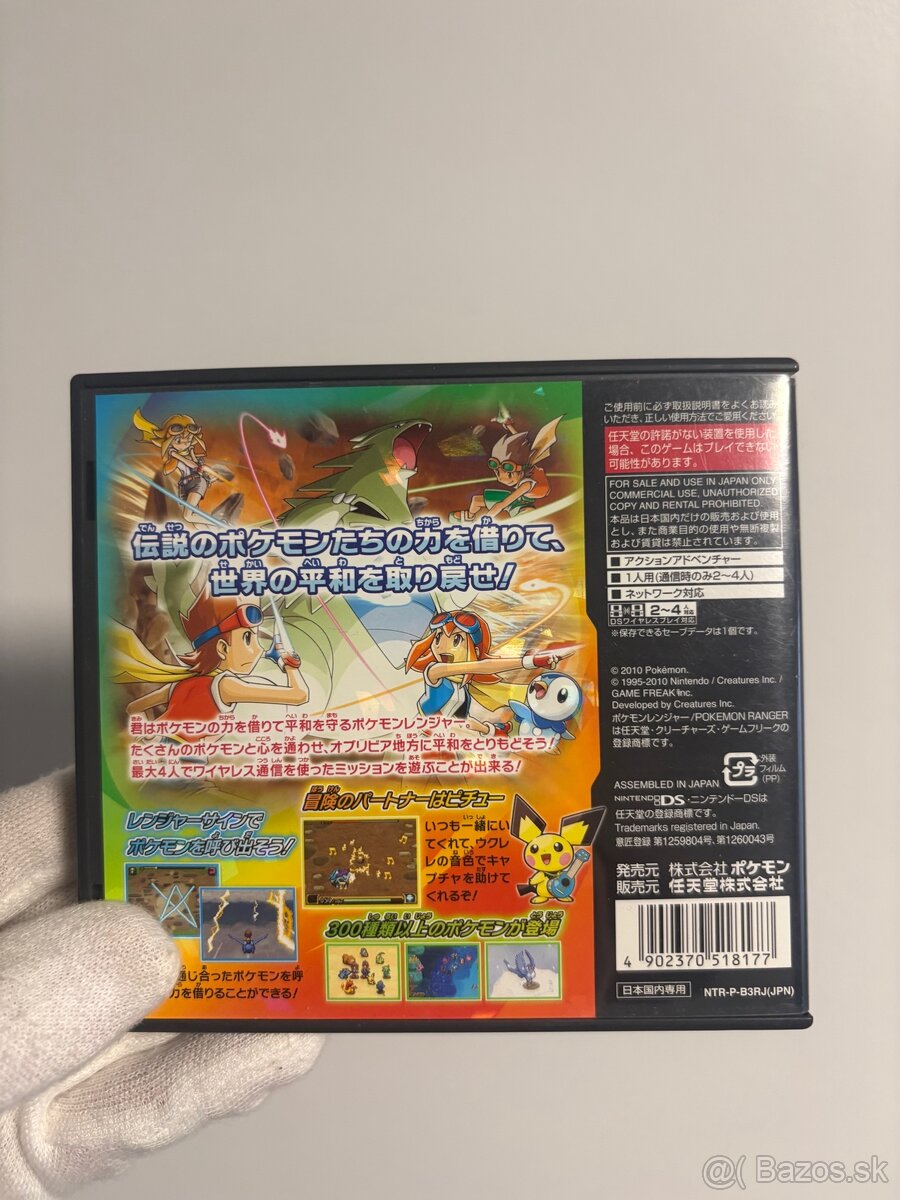 伝説のポケモンたちの力を借りて、
世界の平和を取り戻せ!
君はポケモンの力を借りて平和を守るポケモンレンジャー。
たくさんのポケモンと心を通わせ、オブリビア地方に平和をとりもどそう!
最大4人でワイヤレス通信を使ったミッションを遊ぶことが出来る!
レンジャーサインで
ポケモンを呼び出そう!
通じ合ったポケモンを呼
力を借りることができる!
冒険のパートナーはピチュー
いつも一緒にい
てくれて、ウクレ
レの音色でキャ
プチャを助けて
くれるぞ!
300種類以上のポケモンが登場
ご使用前に必ず取扱説明書をよくお読み
いただき、正しい使用方法でご愛用ください
任天堂の許諾がない装置を使用した
場合、このゲームはプレイできない
可能性があります。
FOR SALE AND USE IN JAPAN ONLY
COMMERCIAL USE, UNAUTHORIZED
COPY AND RENTAL PROHIBITED.
本品は日本国内だけの販売および使用
とし、また商業目的の使用や無断複製
および賃貸は禁止されています。
■ アクションアドベンチャー
■ 1人用(通信時のみ2〜4人)
■ ネットワーク対応
2〜4人対応
DSワイヤレスプレイ対応
※保存できるセーブデータは1個です。
© 2010 Pokémon.
© 1995-2010 Nintendo / Creatures Inc. /
GAME FREAK inc.
Developed by Creatures Inc.
ポケモンレンジャー/POKEMON RANGER
は任天堂・クリーチャーズ・ゲームフリークの
登録商標です。
プラ
外装
フィルム
(PP)
ASSEMBLED IN JAPAN
NINTENDO DS・ニンテンドーDSは
任天堂の登録商標です。
Trademarks registered in Japan.
意匠登録 第1259804号、第1260043号
発売元 株式会社ポケモン
販売元 任天堂株式会社
4 902370 518177
日本国内専用 NTR-P-B3RJ(JPN)
@( Bazos.sk